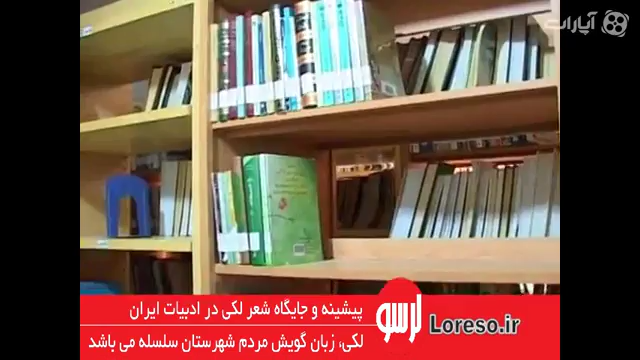 آپارات
پیشینه و جایگاه شعر لکی در ادبیات ایران
لکی، زبان گویش مردم شهرستان سلسله می باشد
لرسو
Loreso.ir